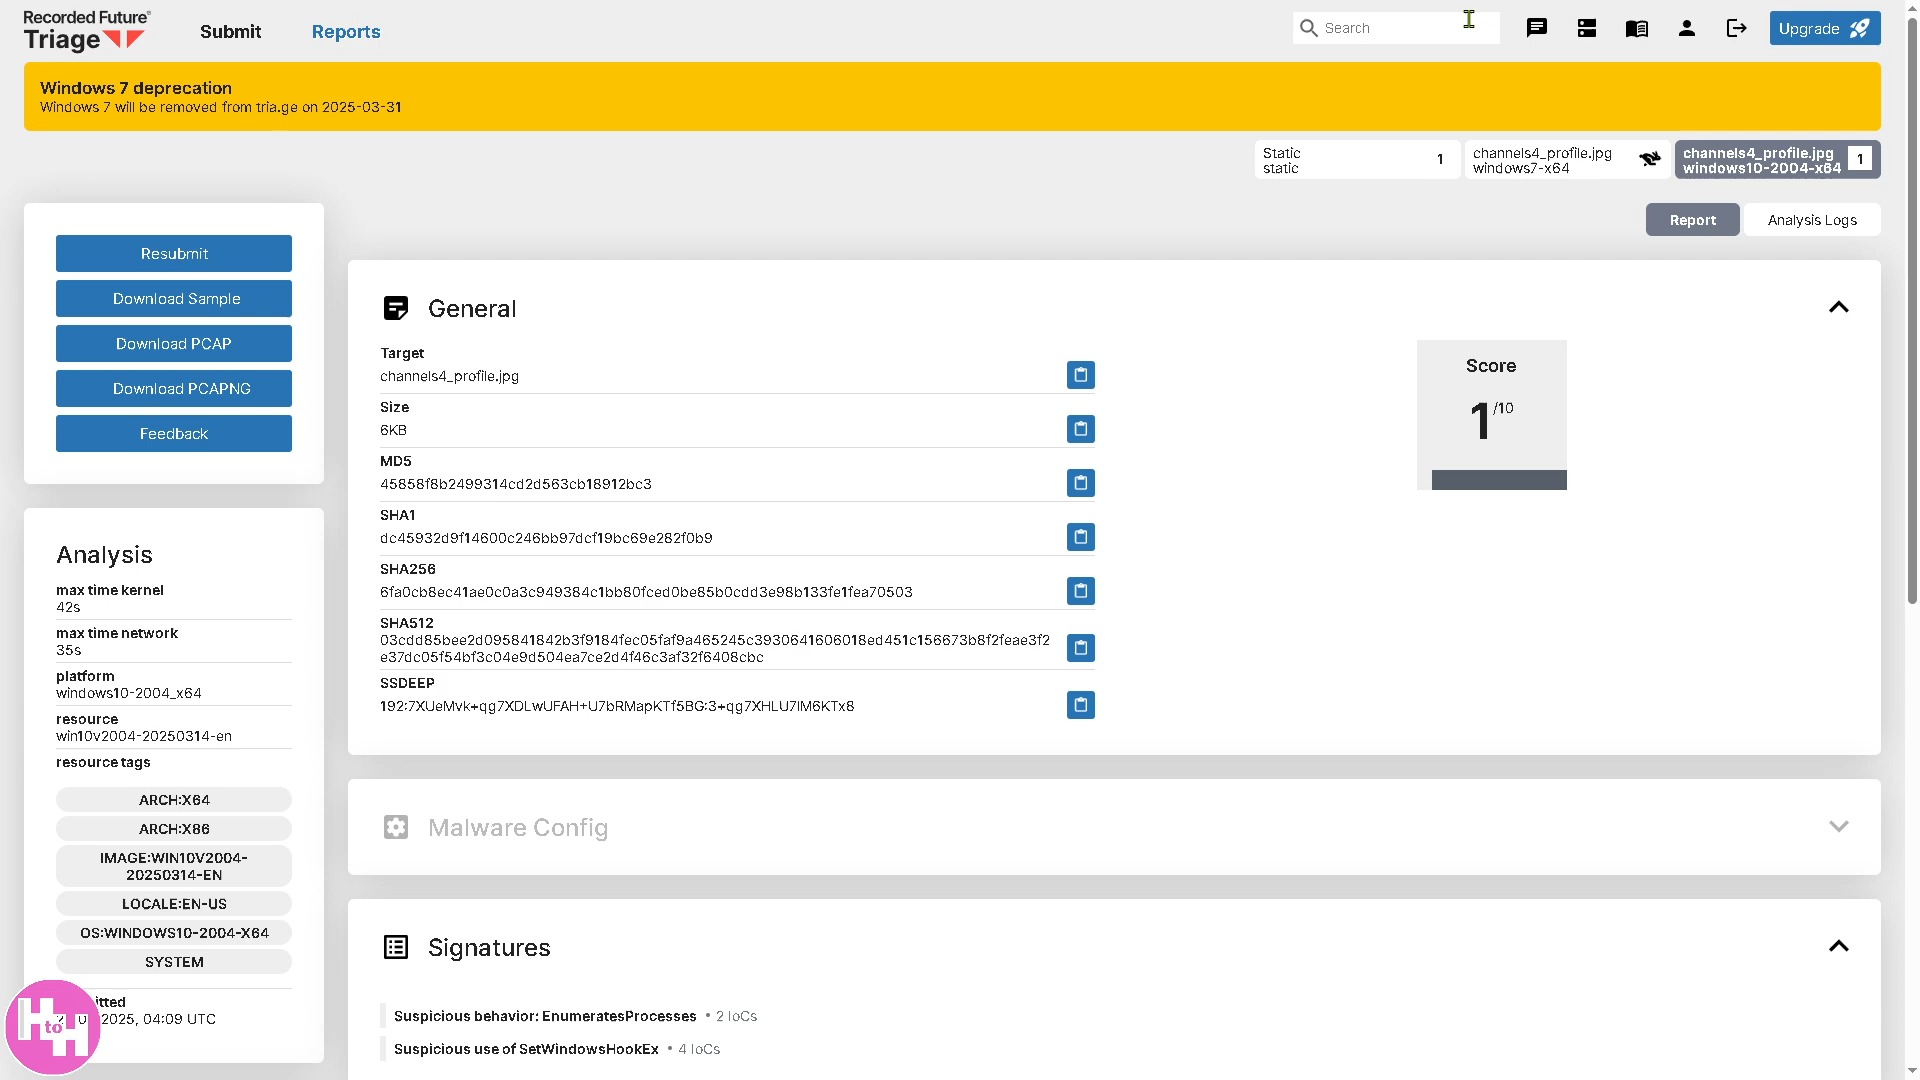 Recorded Future®
Triage
Submit
Reports
Search
Upgrade
Windows 7 deprecation
Windows 7 will be removed from tria.ge on 2025-03-31
Static
static
1
channels4_profile.jpg
windows7-x64
channels4_profile.jpg
windows10-2004-x64
1
Report
Analysis Logs
Resubmit
Download Sample
Download PCAP
Download PCAPNG
Feedback
General
Target
channels4_profile.jpg
Size
6KB
MD5
45858f8b2499314cd2d563cb18912bc3
SHA1
dc45932d9f14600c246bb97dcf19bc69e282f0b9
SHA256
6fa0cb8ec41ae0c0a3c949384c1bb80fced0be85b0cdd3e98b133fe1fea70503
SHA512
03cdd85bee2d095841842b3f9184fec05faf9a465245c3930641606018ed451c156673b8f2feae3f2
e37dc05f54bf3c04e9d504ea7ce2d4f46c3af32f6408cbc
SSDEEP
192:7XUeMvk+qg7XDLwUFAH+U7bRMapKTf5BG:3+qg7XHLU7IM6KTx8
Score
1/10
Analysis
max time kernel
42s
max time network
35s
platform
windows10-2004_x64
resource
win10v2004-20250314-en
resource tags
ARCH:X64
ARCH:X86
IMAGE:WIN10V2004-
20250314-EN
LOCALE:EN-US
OS:WINDOWS10-2004-X64
SYSTEM
itted
2025, 04:09 UTC
H to H
Malware Config
Signatures
Suspicious behavior: EnumeratesProcesses • 2 IoCs
Suspicious use of SetWindowsHookEx • 4 IoCs